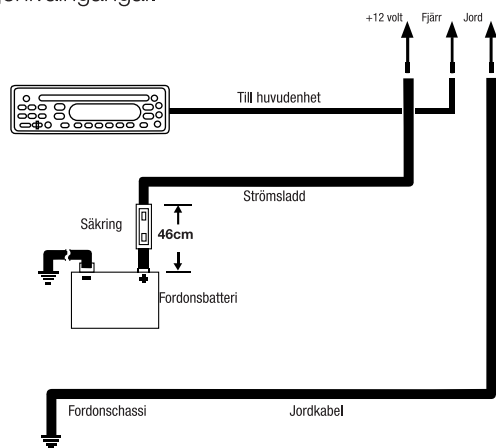 +12 volt Fjärr Jord
Till huvudenhet
Strömsladd
Säkring
46cm
Fordonsbatteri
Fordonschassi Jordkabel